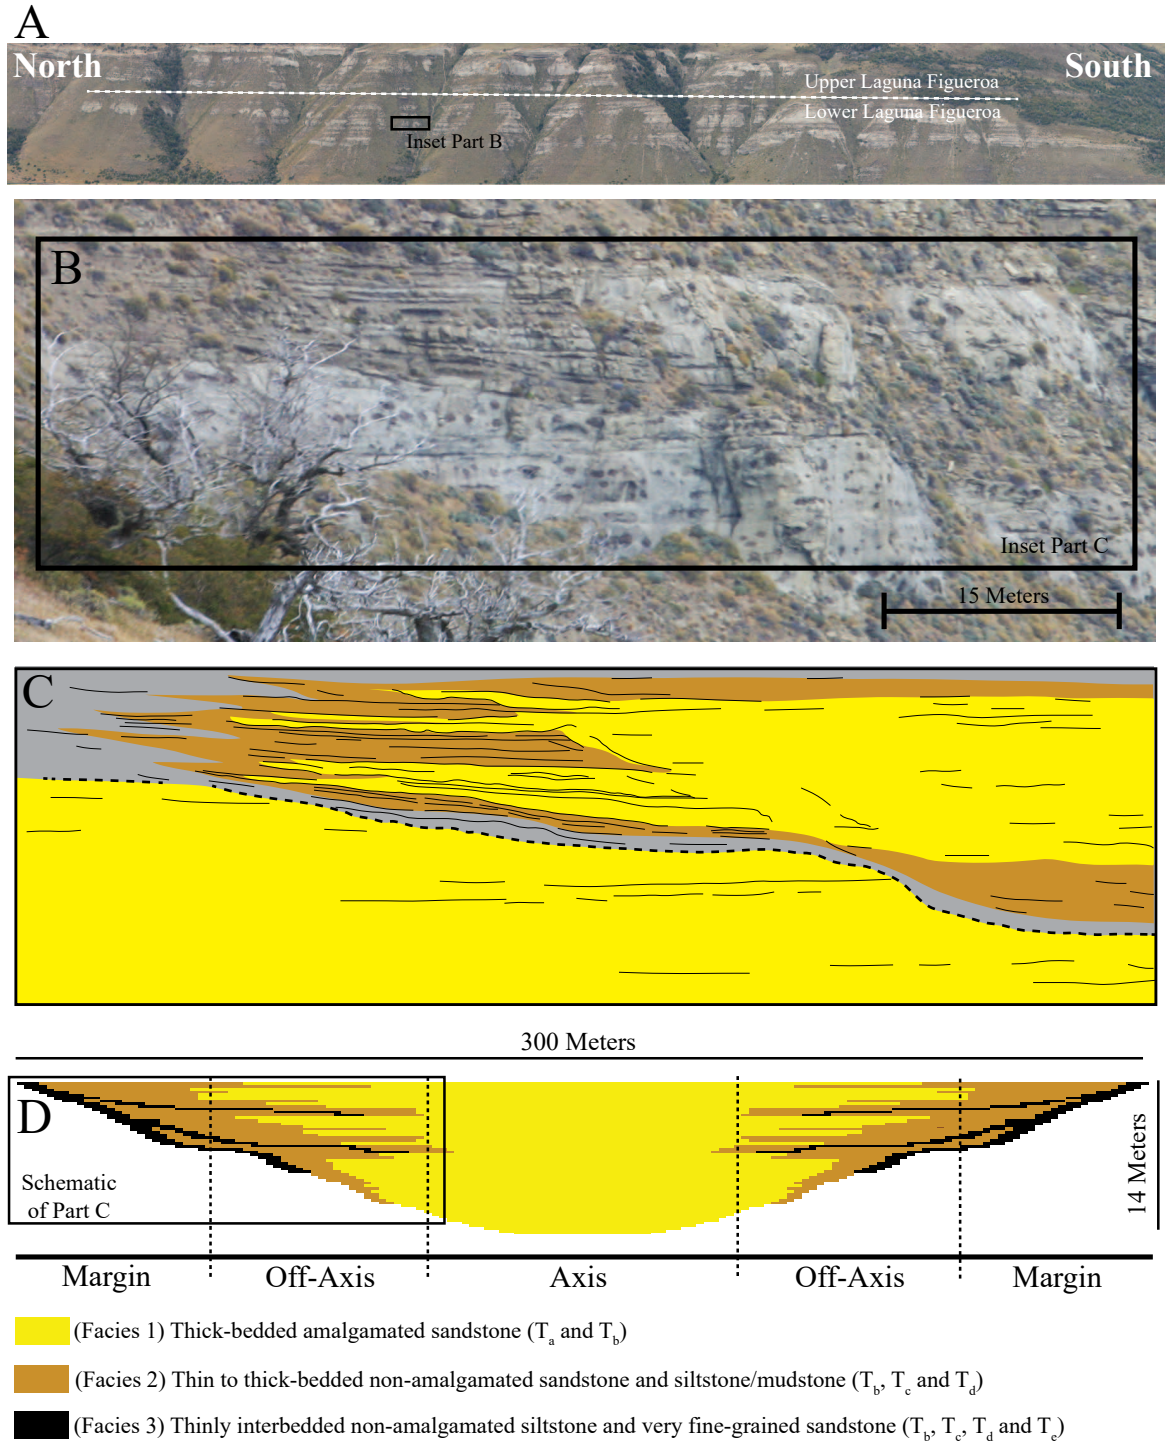 A
North
South
Upper Laguna Figueroa
Lower Laguna Figueroa
Inset Part B
B
Inset Part C
15 Meters
C
300 Meters
D
Schematic
of Part C
14 Meters
Margin Off-Axis Axis Off-Axis Margin
(Facies 1) Thick-bedded amalgamated sandstone (Ta and Tb)
(Facies 2) Thin to thick-bedded non-amalgamated sandstone and siltstone/mudstone (Tb, Tc and Td)
(Facies 3) Thinly interbedded non-amalgamated siltstone and very fine-grained sandstone (Tb, Tc, Td and Te)